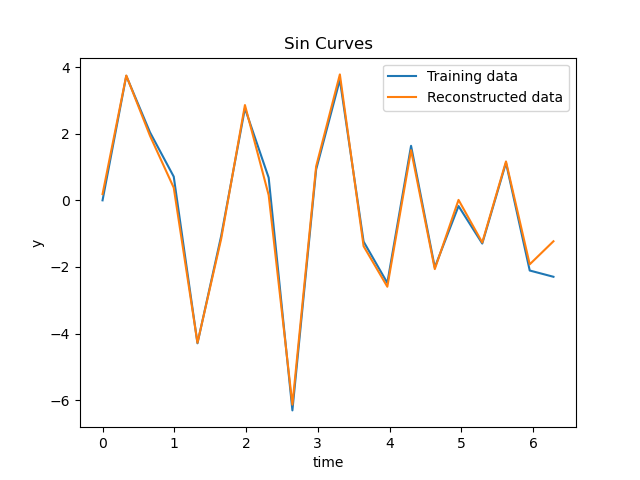 Sin Curves
Training data
Reconstructed data
4
2
0
−2
−4
−6
y
0 1 2 3 4 5 6
time